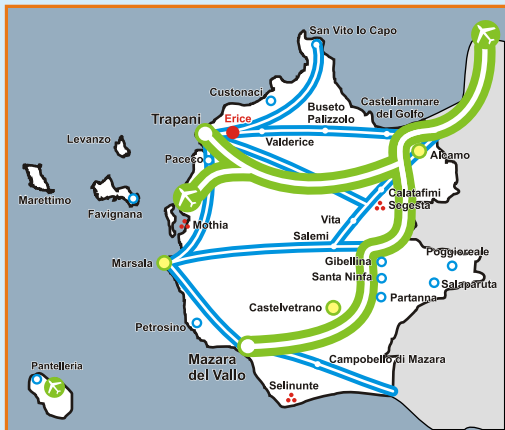 San Vito lo Capo
Custonaci
Buseto
Palizzolo
Castellammare
del Golfo
Trapani
Erice
Valderice
Levanzo
Paceco
Alcamo
Marettimo
Favignana
Calatafimi
Segesta
Mothia
Vita
Salemi
Marsala
Gibellina
Poggioreale
Santa Ninfa
Salaparuta
Partanna
Castelvetrano
Petrosino
Mazara
del Vallo
Campobello di Mazara
Pantelleria
Selinunte